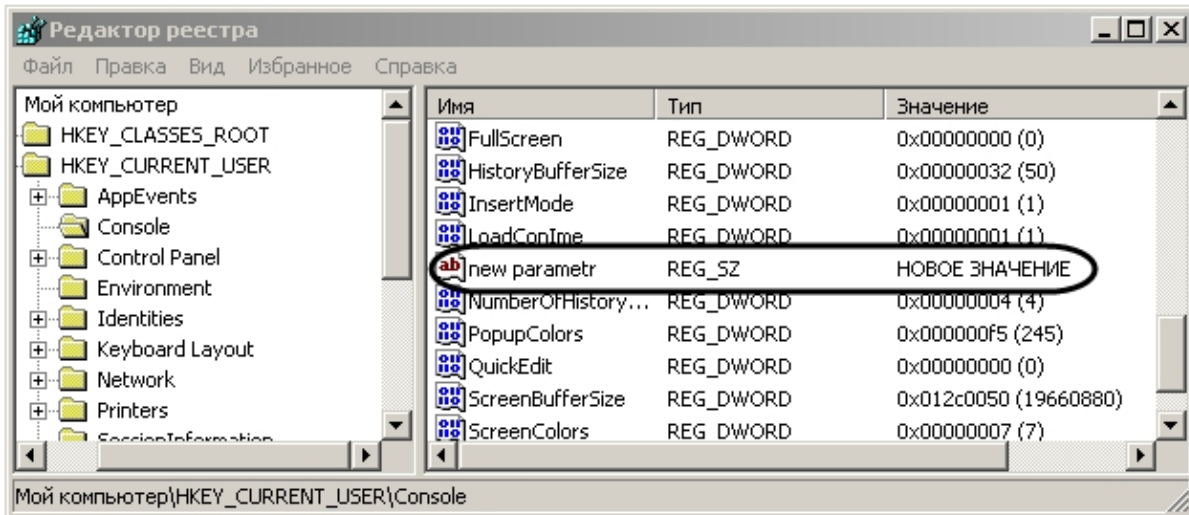 Редактор реестра
Файл Правка Вид Избранное Справка
Мой компьютер
HKEY_CLASSES_ROOT
HKEY_CURRENT_USER
AppEvents
Console
Control Panel
Environment
Identities
Keyboard Layout
Network
Printers
SessionInformation
Имя Тип Значение
FullScreen REG_DWORD 0x00000000 (0)
HistoryBufferSize REG_DWORD 0x00000032 (50)
InsertMode REG_DWORD 0x00000001 (1)
LoadConIme REG_DWORD 0x00000001 (1)
new parametr REG_SZ НОВОЕ ЗНАЧЕНИЕ
NumberOfHistory... REG_DWORD 0x00000004 (4)
PopupColors REG_DWORD 0x000000f5 (245)
QuickEdit REG_DWORD 0x00000000 (0)
ScreenBufferSize REG_DWORD 0x012c0050 (19660880)
ScreenColors REG_DWORD 0x00000007 (7)
Мой компьютер\HKEY_CURRENT_USER\Console